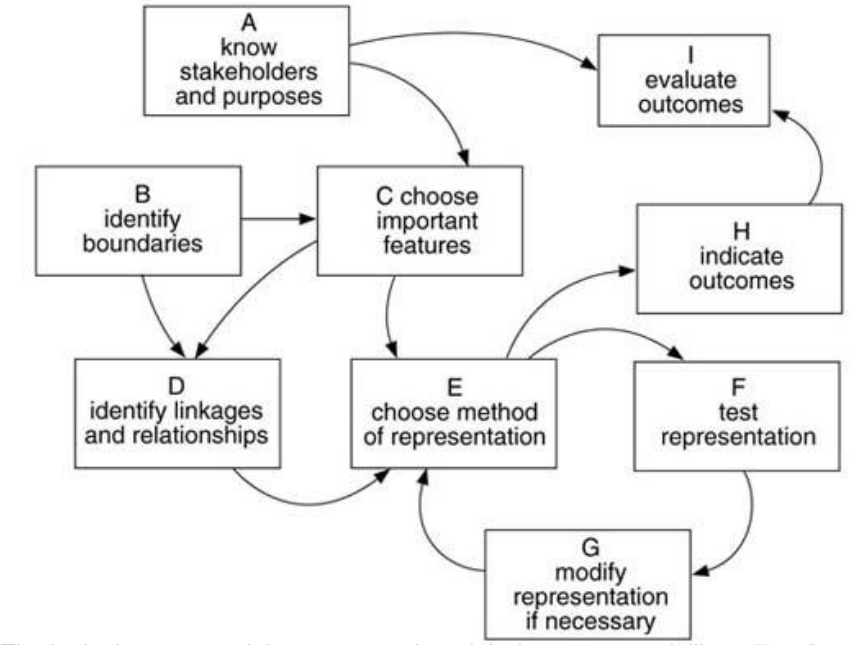 A
know
stakeholders
and purposes
I
evaluate
outcomes
B
identify
boundaries
C choose
important
features
H
indicate
outcomes
D
identify linkages
and relationships
E
choose method
of representation
F
test
representation
G
modify
representation
if necessary